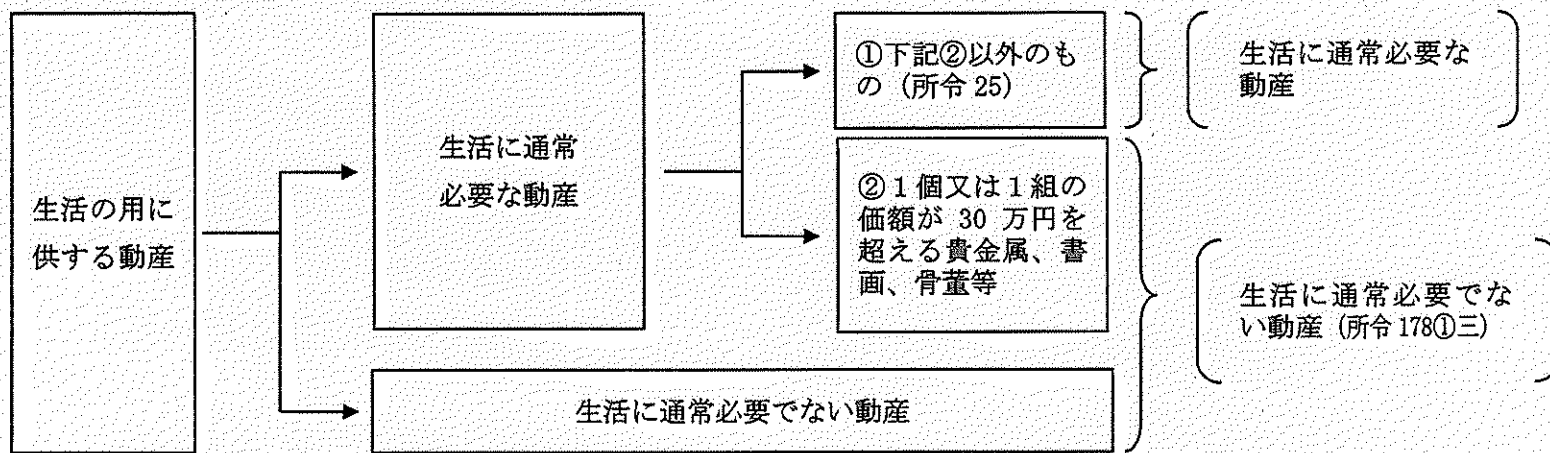 生活の用に
供する動産
生活に通常
必要な動産
①下記②以外のも
の（所令 25）
生活に通常必要な
動産
②１個又は１組の
価額が 30 万円を
超える貴金属、書
画、骨董等
生活に通常必要でな
い動産（所令 178①三）
生活に通常必要でない動産